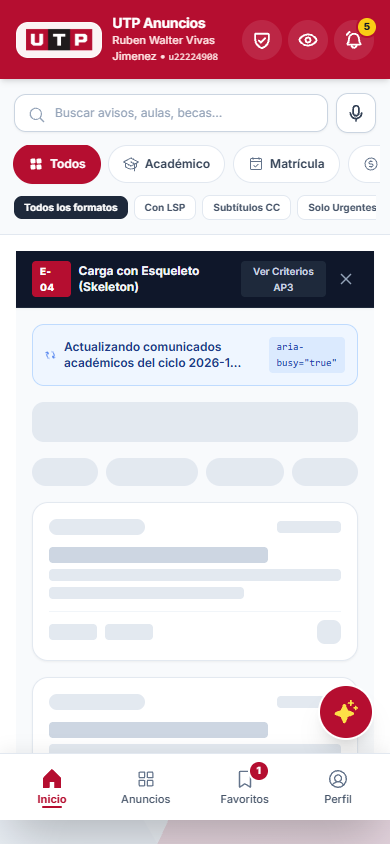 UTP
UTP Anuncios
Ruben Walter Vivas
Jimenez • u22224908
5
Buscar avisos, aulas, becas...
Todos
Académico
Matrícula
Todos los formatos
Con LSP
Subtítulos CC
Solo Urgentes
E-
04
Carga con Esqueleto
(Skeleton)
Ver Criterios
AP3
Actualizando comunicados
académicos del ciclo 2026-1...
aria-
busy="true"
1
Inicio
Anuncios
Favoritos
Perfil